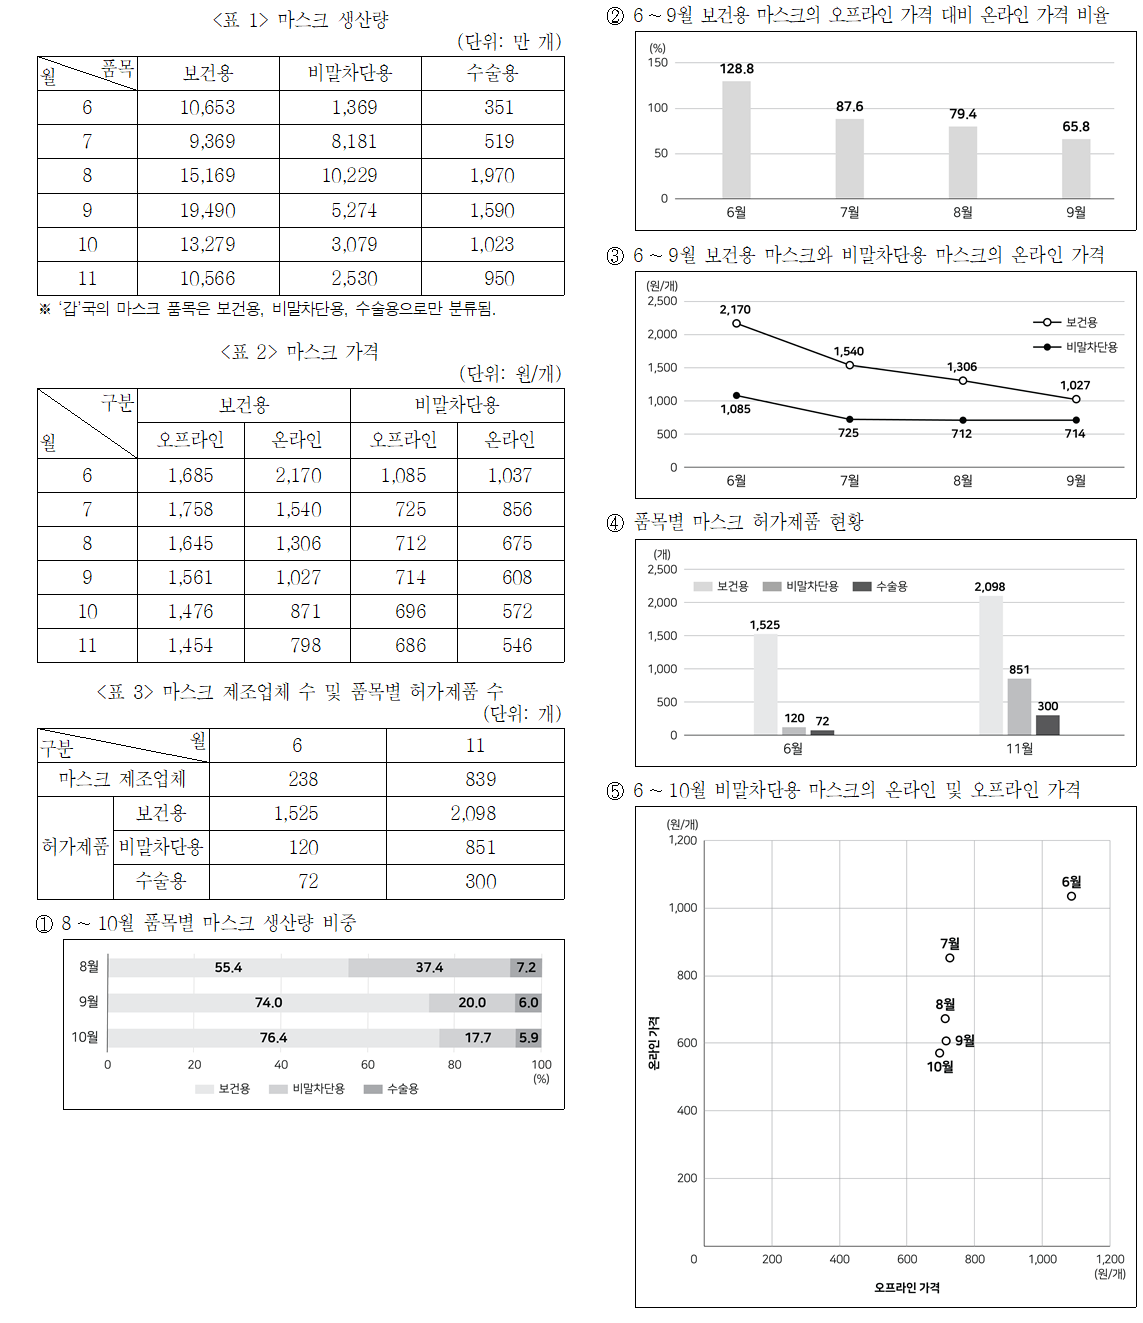 <표 1> 마스크 생산량
(단위: 만 개)
월 품목 보건용 비말차단용 수술용
6 10,653 1,369 351
7 9,369 8,181 519
8 15,169 10,229 1,970
9 19,490 5,274 1,590
10 13,279 3,079 1,023
11 10,566 2,530 950
※ '갑'국의 마스크 품목은 보건용, 비말차단용, 수술용으로만 분류됨.
<표 2> 마스크 가격
(단위: 원/개)
구분 보건용 비말차단용
월 오프라인 온라인 오프라인 온라인
6 1,685 2,170 1,085 1,037
7 1,758 1,540 725 856
8 1,645 1,306 712 675
9 1,561 1,027 714 608
10 1,476 871 696 572
11 1,454 798 686 546
<표 3> 마스크 제조업체 수 및 품목별 허가제품 수
(단위: 개)
구분 월 6 11
마스크 제조업체 238 839
보건용 1,525 2,098
허가제품 비말차단용 120 851
수술용 72 300
① 8~10월 품목별 마스크 생산량 비중
8월 55.4 37.4 7.2
9월 74.0 20.0 6.0
10월 76.4 17.7 5.9
0 20 40 60 80 100
(%)
보건용 비말차단용 수술용
② 6~9월 보건용 마스크의 오프라인 가격 대비 온라인 가격 비율
(%)
150
128.8
100
87.6
79.4
65.8
50
0
6월 7월 8월 9월
③ 6~9월 보건용 마스크와 비말차단용 마스크의 온라인 가격
(원/개)
2,500
2,170
보건용
2,000
비말차단용
1,540
1,500
1,306
1,027
1,000
1,085
725 712 714
500
0
6월 7월 8월 9월
④ 품목별 마스크 허가제품 현황
(개)
2,500
보건용 비말차단용 수술용
2,098
2,000
1,525
1,500
1,000
851
500
300
120 72
0
6월 11월
⑤ 6~10월 비말차단용 마스크의 온라인 및 오프라인 가격
(원/개)
1,200
6월
1,000
7월
800
8월
600
9월
10월
온라인 가격
400
200
0 200 400 600 800 1,000 1,200
(원/개)
오프라인 가격